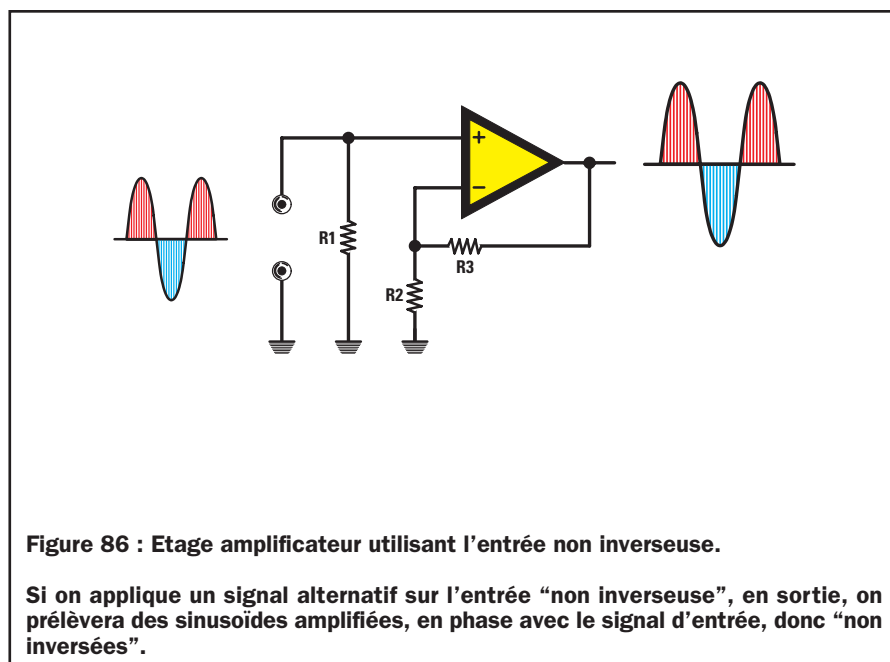 +
−
R1
R3
R2
Figure 86 : Etage amplificateur utilisant l’entrée non inverseuse.
Si on applique un signal alternatif sur l’entrée “non inverseuse”, en sortie, on
prélèvera des sinusoïdes amplifiées, en phase avec le signal d’entrée, donc “non
inversées”.